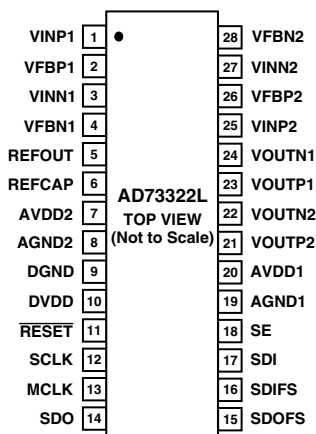 VINP1 1 28 VFBN2
VFBP1 2 27 VINN2
VINN1 3 26 VFBP2
VFBN1 4 25 VINP2
REFOUT 5 24 VOUTN1
REFCAP 6 23 VOUTP1
AVDD2 7 22 VOUTN2
AGND2 8 21 VOUTP2
DGND 9 20 AVDD1
DVDD 10 19 AGND1
RESET 11 18 SE
SCLK 12 17 SDI
MCLK 13 16 SDIFS
SDO 14 15 SDOFS
AD73322L
TOP VIEW
(Not to Scale)